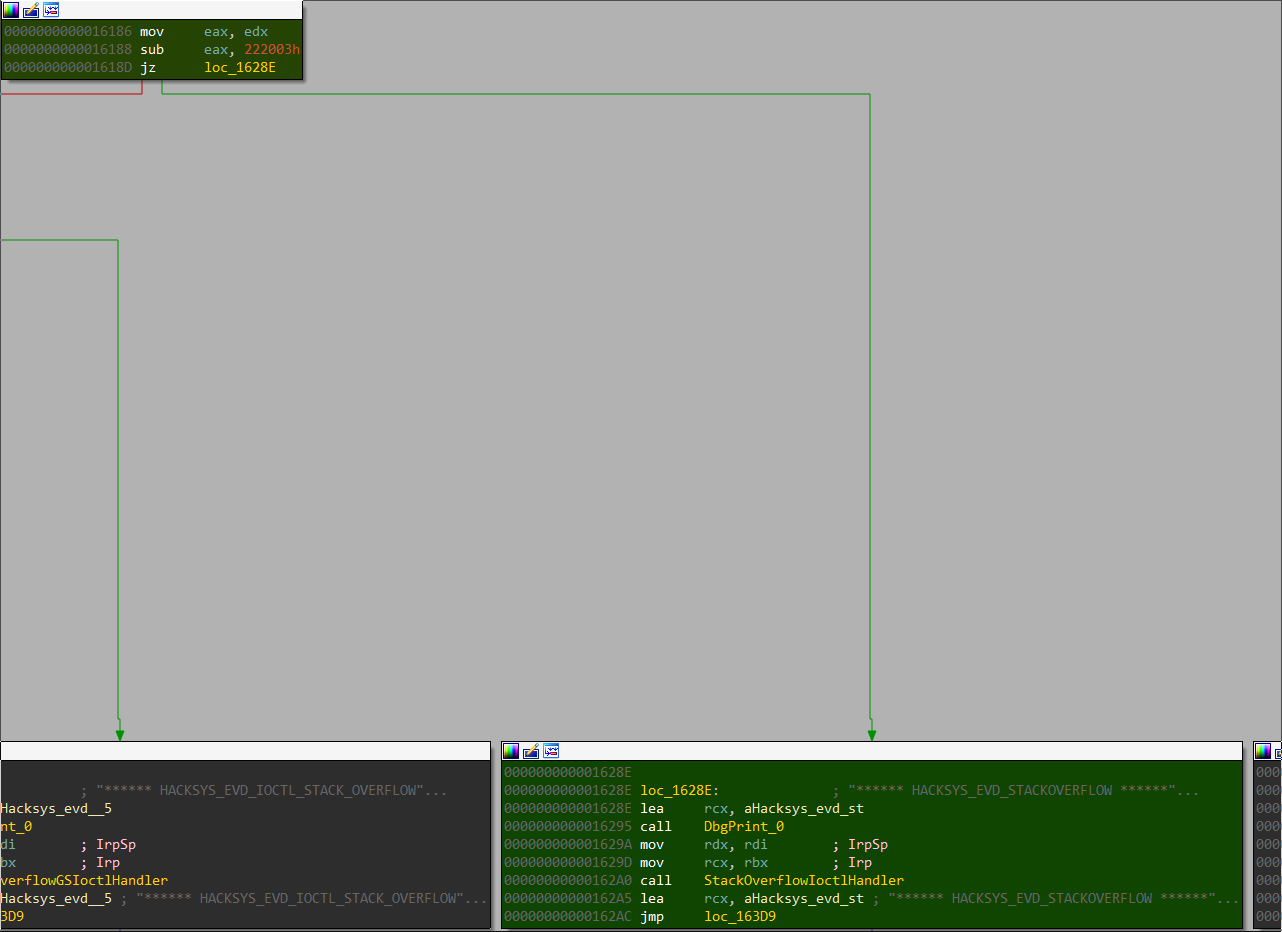 0000000000016186 mov eax, edx
0000000000016188 sub eax, 222003h
000000000001618D jz loc_1628E
; "****** HACKSYS_EVD_IOCTL_STACK_OVERFLOW"...
Hacksys_evd__5
nt_0
di ; IrpSp
bx ; Irp
verflowGSIoctlHandler
Hacksys_evd__5 ; "****** HACKSYS_EVD_IOCTL_STACK_OVERFLOW"...
3D9
000000000001628E
000000000001628E loc_1628E: ; "****** HACKSYS_EVD_STACKOVERFLOW ******"...
000000000001628E lea rcx, aHacksys_evd_st
0000000000016295 call DbgPrint_0
000000000001629A mov rdx, rdi ; IrpSp
000000000001629D mov rcx, rbx ; Irp
00000000000162A0 call StackOverflowIoctlHandler
00000000000162A5 lea rcx, aHacksys_evd_st ; "****** HACKSYS_EVD_STACKOVERFLOW ******"...
00000000000162AC jmp loc_163D9
000
000
000
000
000
000
000
000
000